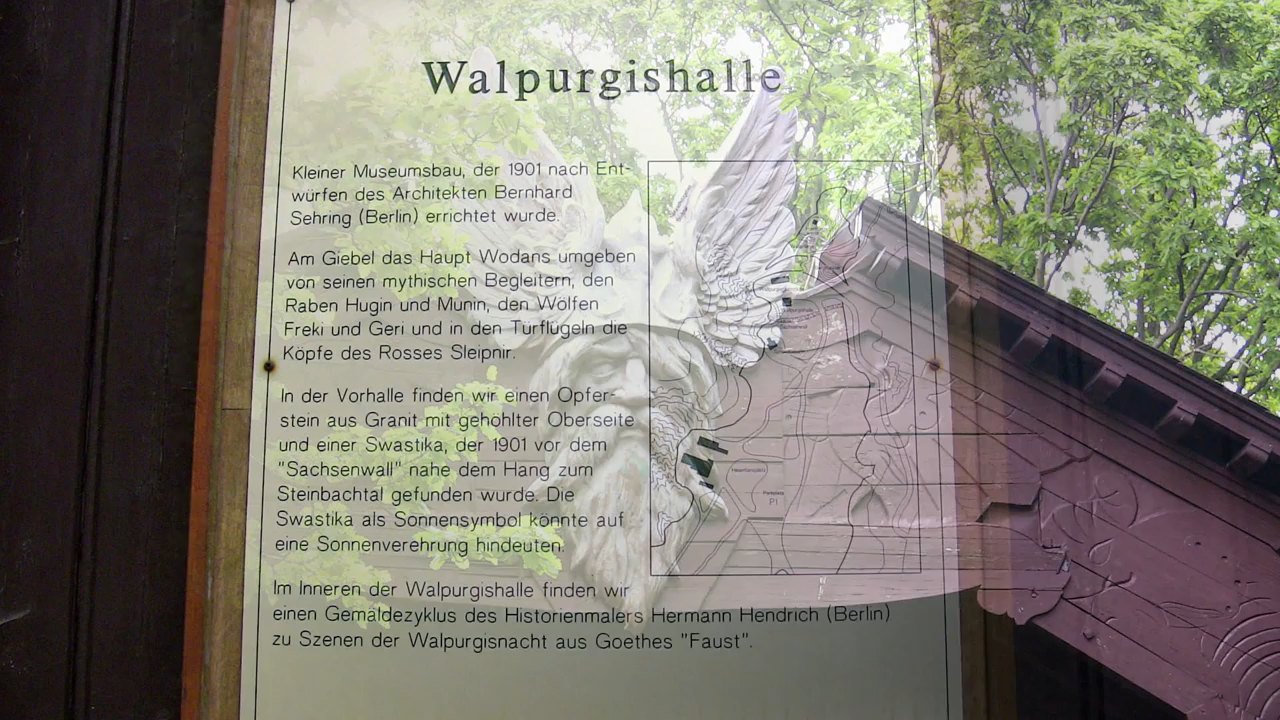 Walpurgishalle
Kleiner Museumsbau, der 1901 nach Ent-
würfen des Architekten Bernhard
Sehring (Berlin) errichtet wurde.
Am Giebel das Haupt Wodans umgeben
von seinen mythischen Begleitern, den
Raben Hugin und Munin, den Wölfen
Freki und Geri und in den Türflügeln die
Köpfe des Rosses Sleipnir.
In der Vorhalle finden wir einen Opfer-
stein aus Granit mit gehöhlter Oberseite
und einer Swastika, der 1901 vor dem
"Sachsenwall" nahe dem Hang zum
Steinbachtal gefunden wurde. Die
Swastika als Sonnensymbol könnte auf
eine Sonnenverehrung hindeuten.
Im Inneren der Walpurgishalle finden wir
einen Gemäldezyklus des Historienmalers Hermann Hendrich (Berlin)
zu Szenen der Walpurgisnacht aus Goethes "Faust".
Parkplatz
P1